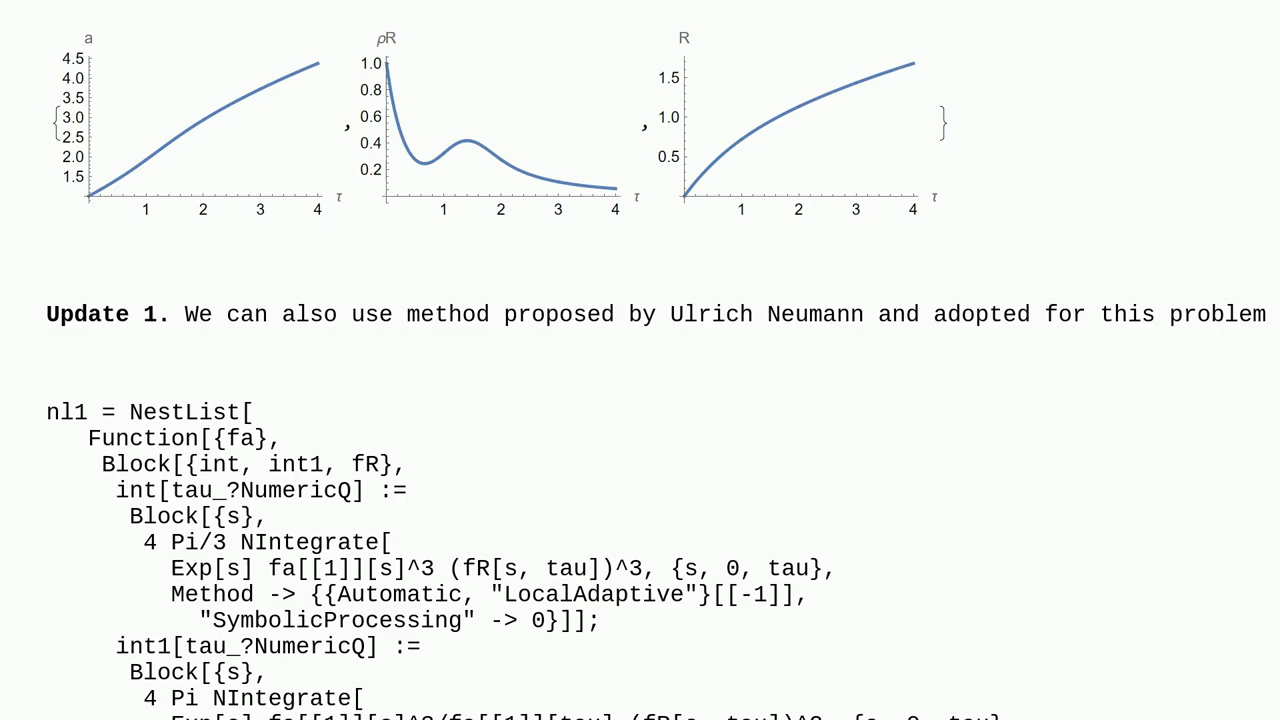 a
4.5
4.0
3.5
3.0
2.5
2.0
1.5
1 2 3 4 τ
,
ρR
1.0
0.8
0.6
0.4
0.2
1 2 3 4 τ
,
R
1.5
1.0
0.5
1 2 3 4 τ
Update 1. We can also use method proposed by Ulrich Neumann and adopted for this problem
nl1 = NestList[
Function[{fa},
Block[{int, int1, fR},
int[tau_?NumericQ] :=
Block[{s},
4 Pi/3 NIntegrate[
Exp[s] fa[[1]][s]^3 (fR[s, tau])^3, {s, 0, tau},
Method -> {{Automatic, "LocalAdaptive"}[[-1]],
"SymbolicProcessing" -> 0}]];
int1[tau_?NumericQ] :=
Block[{s},
4 Pi NIntegrate[